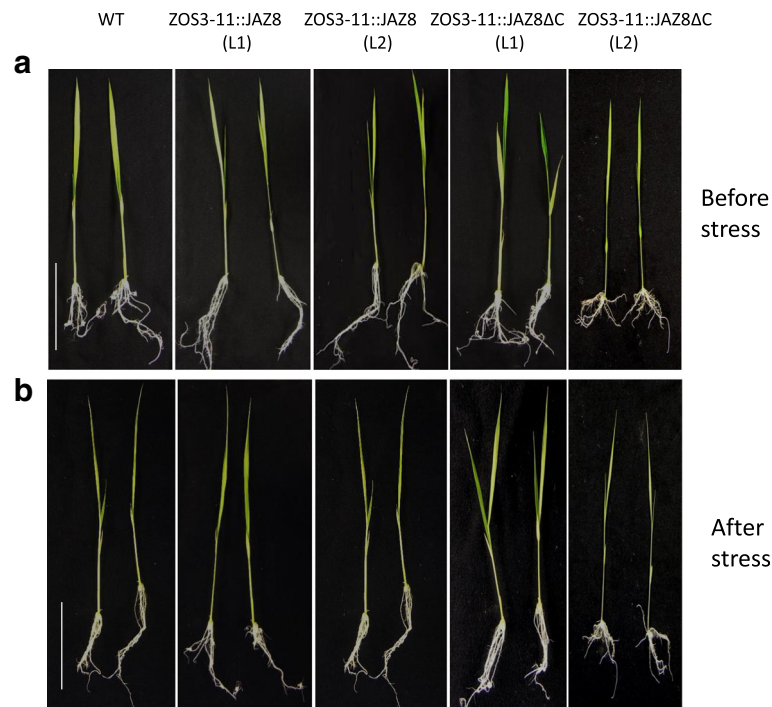 WT ZOS3-11::JAZ8 ZOS3-11::JAZ8 ZOS3-11::JAZ8ΔC ZOS3-11::JAZ8ΔC
(L1) (L2) (L1) (L2)
a
Before
stress
b
After
stress